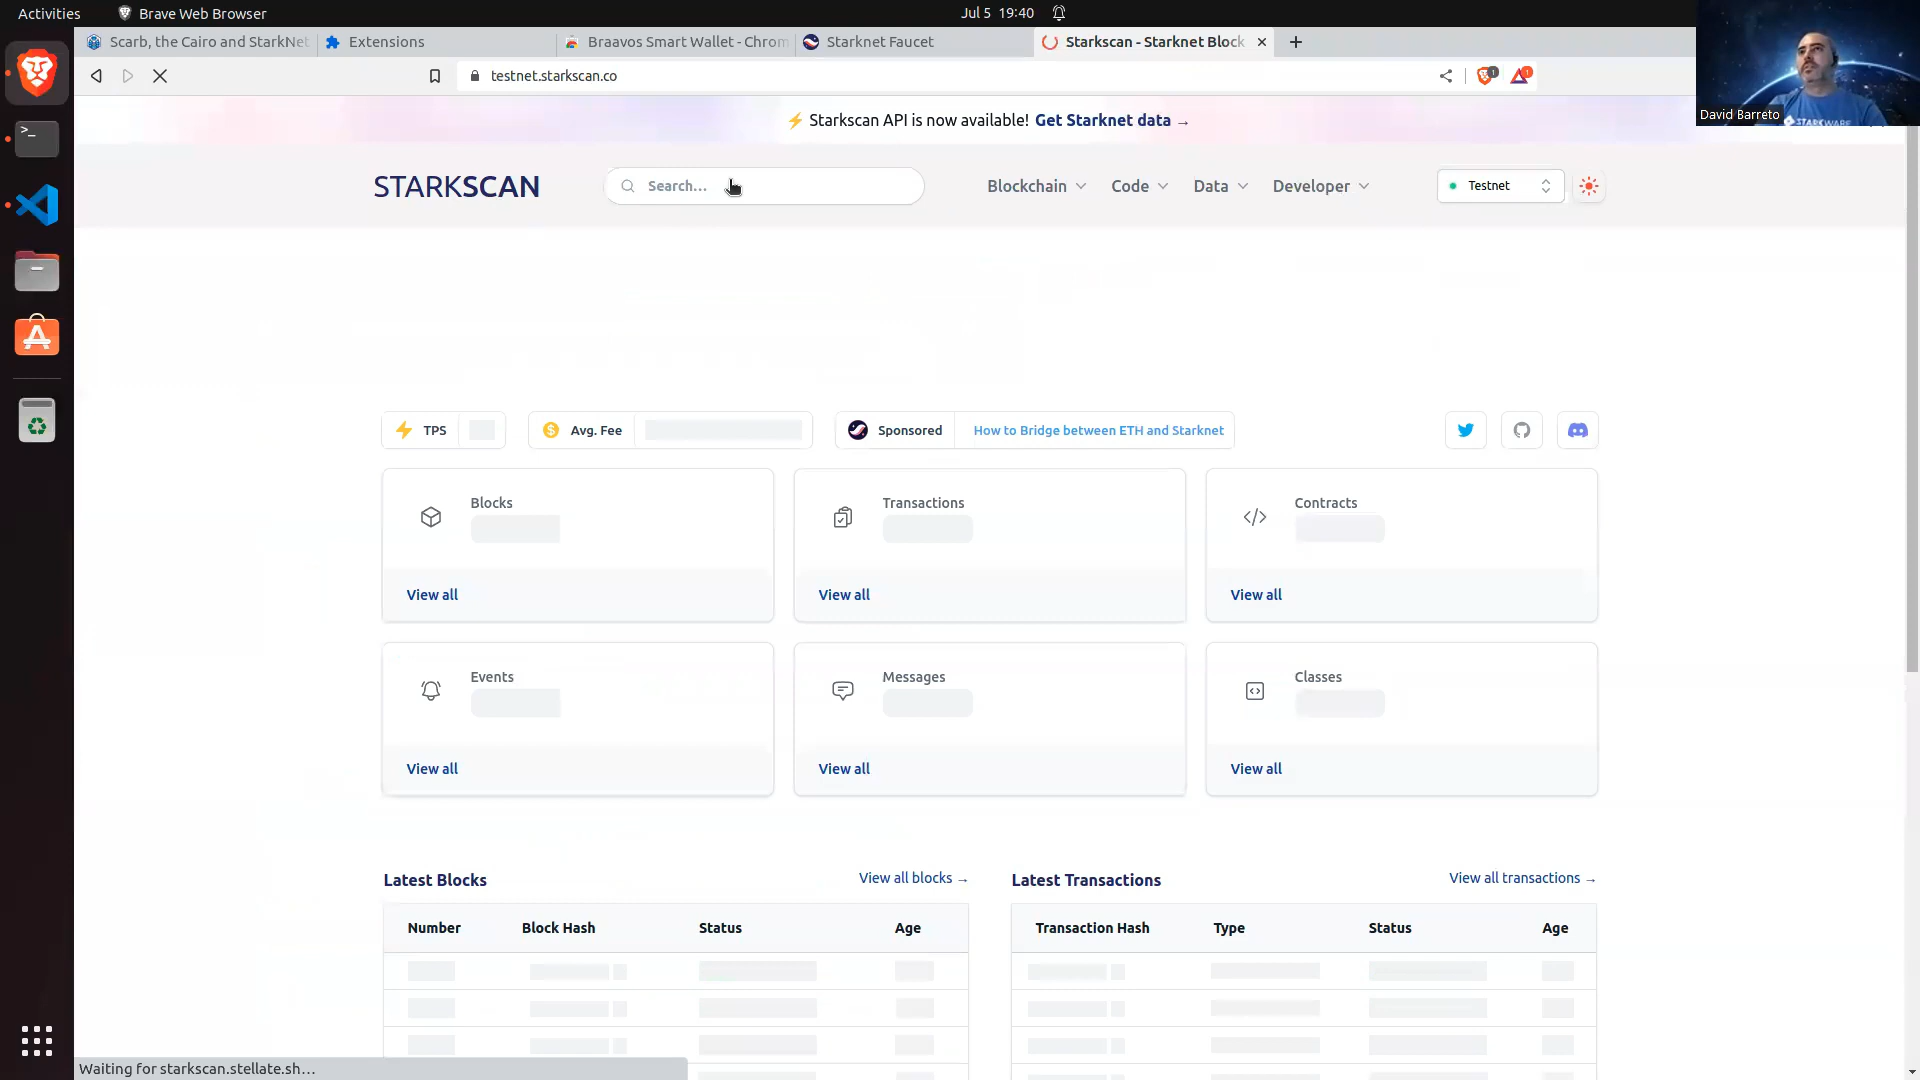 Activities
Brave Web Browser
Jul 5 19:40
Scarb, the Cairo and StarkNet
Extensions
Braavos Smart Wallet - Chrom
Starknet Faucet
Starkscan - Starknet Block
testnet.starkscan.co
1
1
David Barreto
STARKWARE
⚡ Starkscan API is now available! Get Starknet data →
STARKSCAN
Search...
Blockchain
Code
Data
Developer
Testnet
TPS
Avg. Fee
Sponsored
How to Bridge between ETH and Starknet
Blocks
Transactions
Contracts
View all
View all
View all
Events
Messages
Classes
View all
View all
View all
Latest Blocks
View all blocks →
Latest Transactions
View all transactions →
Number
Block Hash
Status
Age
Transaction Hash
Type
Status
Age
Waiting for starkscan.stellate.sh...